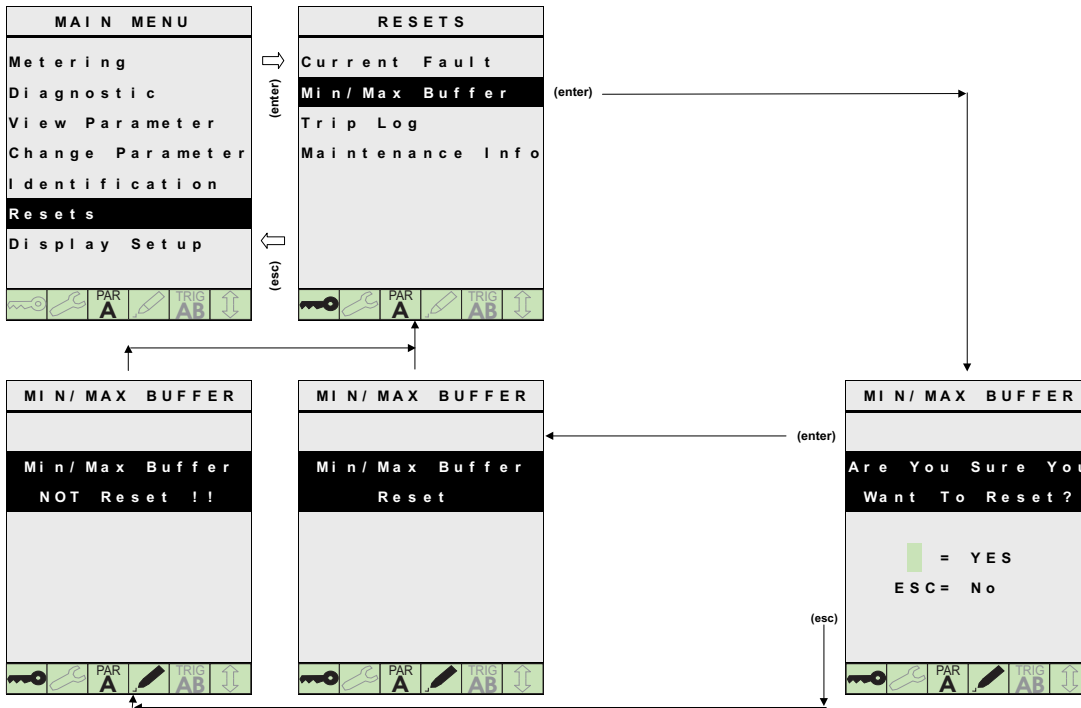 MAIN MENU
Metering
Diagnostic
View Parameter
Change Parameter
Identification
Resets
Display Setup
PAR
A
TRIG
AB
(enter)
(esc)
RESETS
Current Fault
Min/Max Buffer
Trip Log
Maintenance Info
PAR
A
TRIG
AB
(enter)
MIN/MAX BUFFER
Min/Max Buffer
NOT Reset !!
PAR
A
TRIG
AB
MIN/MAX BUFFER
Min/Max Buffer
Reset
PAR
A
TRIG
AB
(enter)
(esc)
MIN/MAX BUFFER
Are You Sure You
Want To Reset?
= YES
ESC= No
PAR
A
TRIG
AB